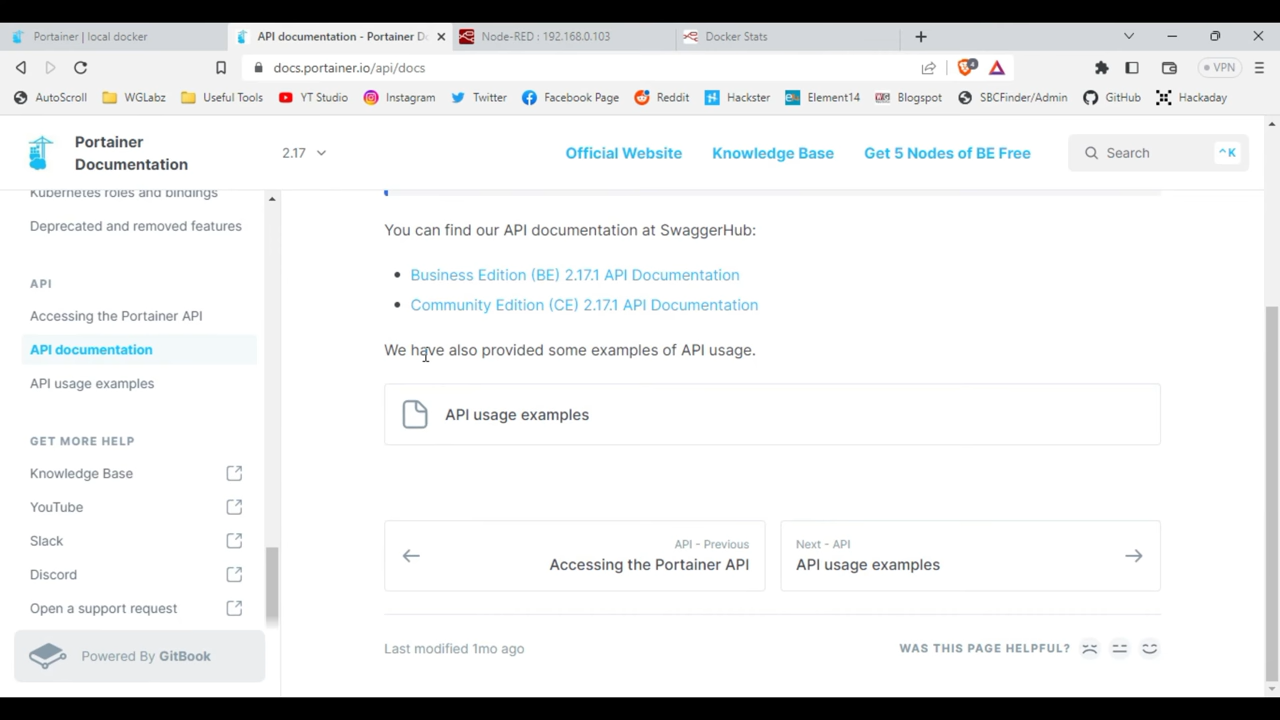 Portainer | local docker
API documentation - Portainer D
Node-RED : 192.168.0.103
Docker Stats
docs.portainer.io/api/docs
4
VPN
AutoScroll
WGLabz
Useful Tools
YT Studio
Instagram
Twitter
Facebook Page
Reddit
Hackster
Element14
Blogspot
SBCFinder/Admin
GitHub
Hackaday
Portainer
Documentation
2.17
Official Website
Knowledge Base
Get 5 Nodes of BE Free
Search
^K
Kubernetes roles and bindings
Deprecated and removed features
API
Accessing the Portainer API
API documentation
API usage examples
GET MORE HELP
Knowledge Base
YouTube
Slack
Discord
Open a support request
Powered By GitBook
You can find our API documentation at SwaggerHub:
Business Edition (BE) 2.17.1 API Documentation
Community Edition (CE) 2.17.1 API Documentation
We have also provided some examples of API usage.
API usage examples
API - Previous
Accessing the Portainer API
Next - API
API usage examples
Last modified 1mo ago
WAS THIS PAGE HELPFUL?